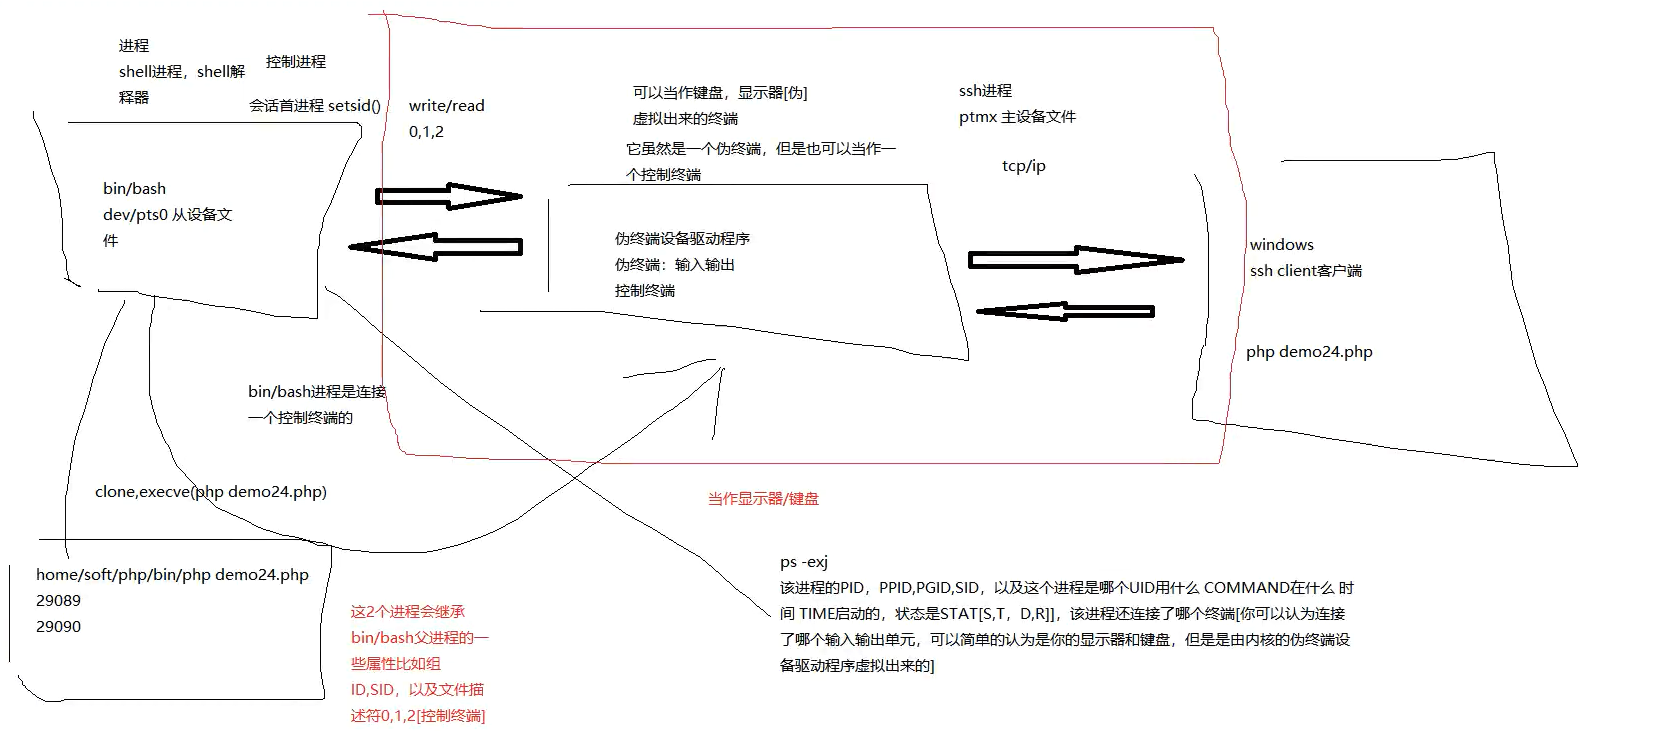 进程
shell进程，shell解
释器
控制进程
会话首进程 setsid()
bin/bash
dev/pts0 从设备文
件
write/read
0,1,2
可以当作键盘，显示器[伪]
虚拟出来的终端
它虽然是一个伪终端，但是也可以当作一
个控制终端
伪终端设备驱动程序
伪终端：输入输出
控制终端
ssh进程
ptmx 主设备文件
tcp/ip
windows
ssh client客户端
php demo24.php
bin/bash进程是连接
一个控制终端的
clone,execve(php demo24.php)
当作显示器/键盘
home/soft/php/bin/php demo24.php
29089
29090
这2个进程会继承
bin/bash父进程的一
些属性比如组
ID,SID，以及文件描
述符0,1,2[控制终端]
ps -exj
该进程的PID，PPID,PGID,SID，以及这个进程是哪个UID用什么 COMMAND在什么 时
间 TIME启动的，状态是STAT[S,T，D,R]]，该进程还连接了哪个终端[你可以认为连接
了哪个输入输出单元，可以简单的认为是你的显示器和键盘，但是是由内核的伪终端设
备驱动程序虚拟出来的]